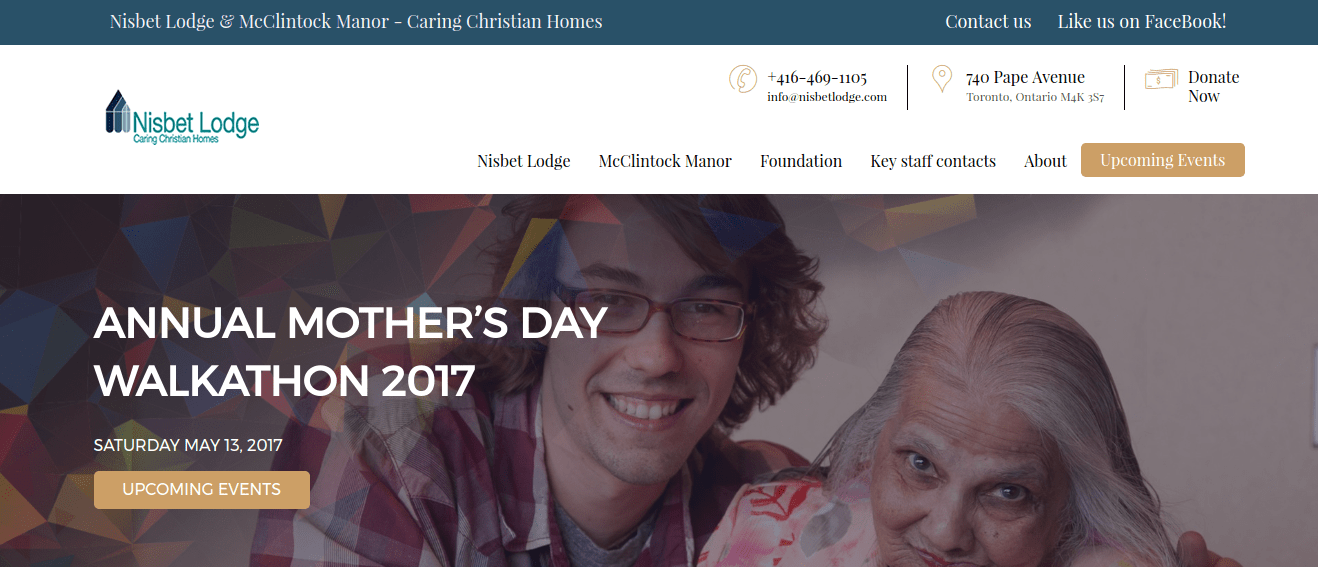 Nisbet Lodge & McClintock Manor - Caring Christian Homes
Contact us
Like us on FaceBook!
Nisbet Lodge
Caring Christian Homes
+416-469-1105
info@nisbetlodge.com
740 Pape Avenue
Toronto, Ontario M4K 3S7
Donate
Now
Nisbet Lodge
McClintock Manor
Foundation
Key staff contacts
About
Upcoming Events
ANNUAL MOTHER’S DAY
WALKATHON 2017
SATURDAY MAY 13, 2017
UPCOMING EVENTS